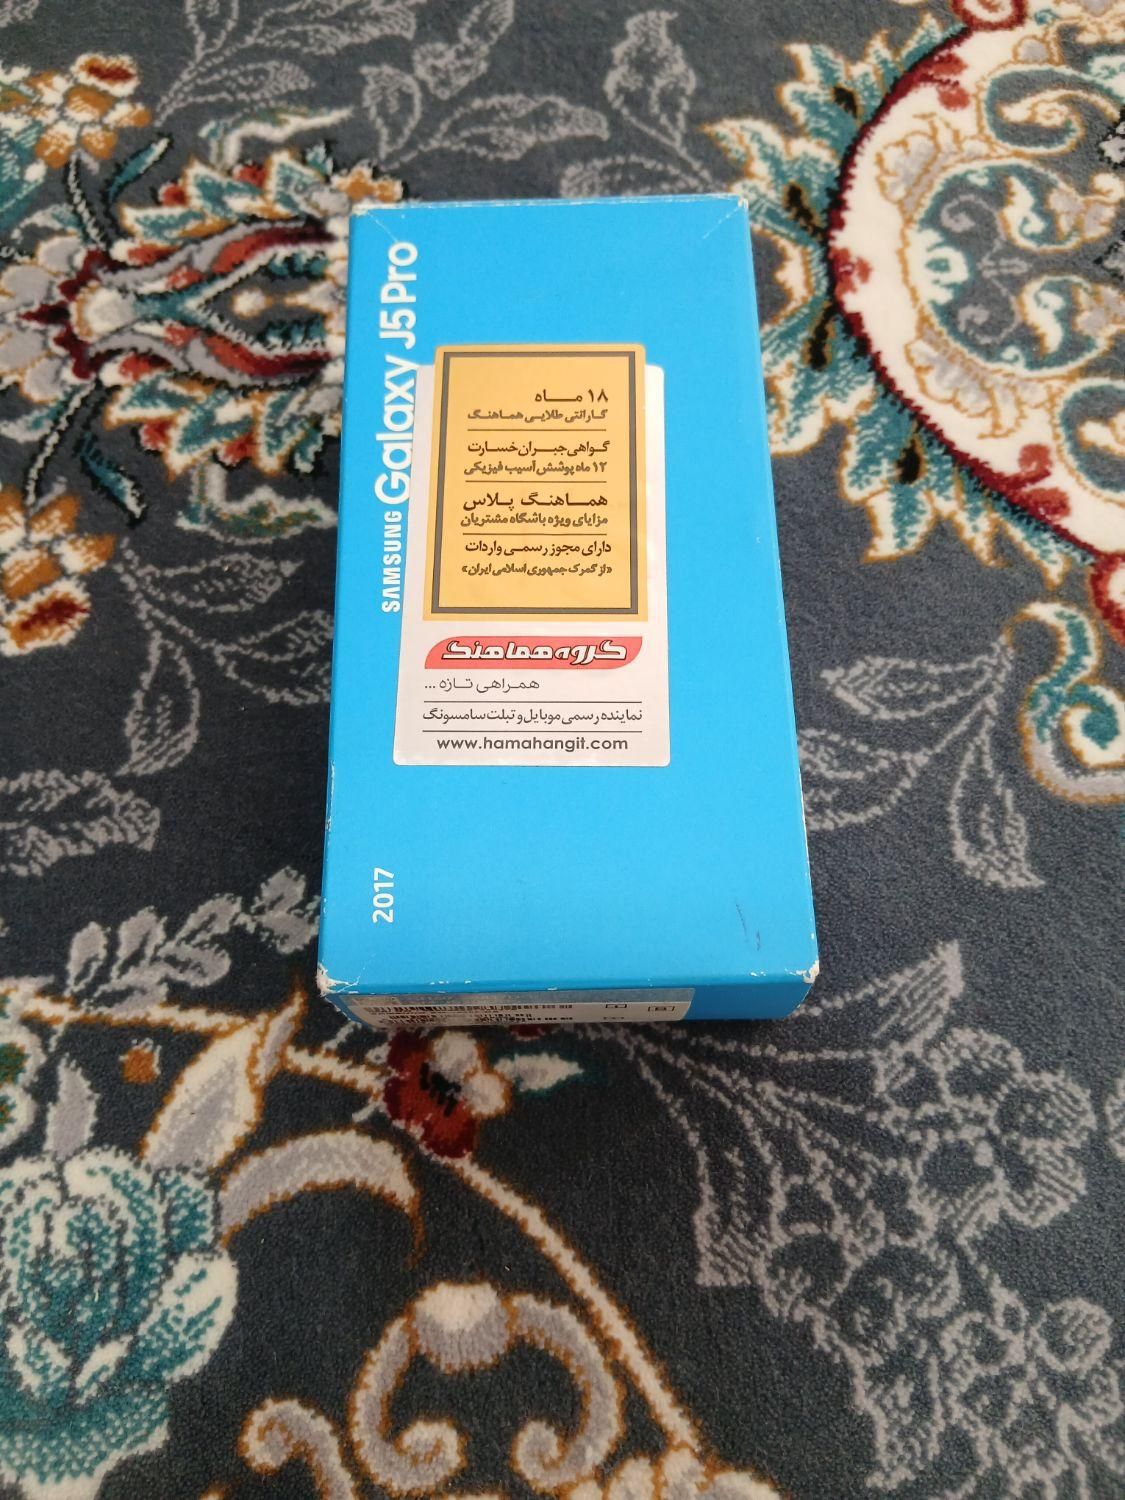 SAMSUNG Galaxy J5 Pro
۱۸ مـاه
گارانتی طلایی هماهنگ
گواهی جبران خسارت
۱۲ ماه پوشش آسیب فیزیکی
هماهنگ پلاس
مزایای ویژه باشگاه مشتریان
دارای مجوز رسمی واردات
«از گمرک جمهوری اسلامی ایران»
گروه هماهنگ
همراهی تازه ...
نماینده رسمی موبایل و تبلت سامسونگ
www.hamahangit.com
2017